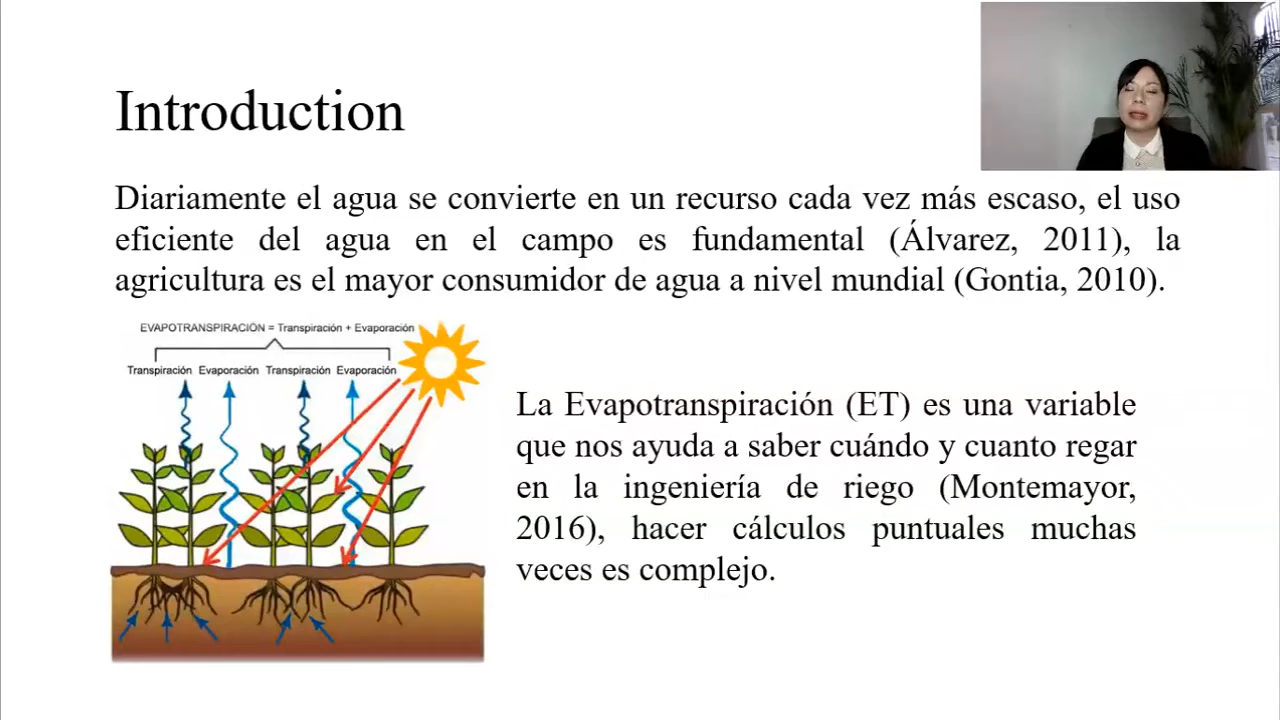 Introduction
Diariamente el agua se convierte en un recurso cada vez más escaso, el uso
eficiente del agua en el campo es fundamental (Álvarez, 2011), la
agricultura es el mayor consumidor de agua a nivel mundial (Gontia, 2010).
EVAPOTRANSPIRACIÓN = Transpiración + Evaporación
Transpiración Evaporación Transpiración Evaporación
La Evapotranspiración (ET) es una variable
que nos ayuda a saber cuándo y cuanto regar
en la ingeniería de riego (Montemayor,
2016), hacer cálculos puntuales muchas
veces es complejo.